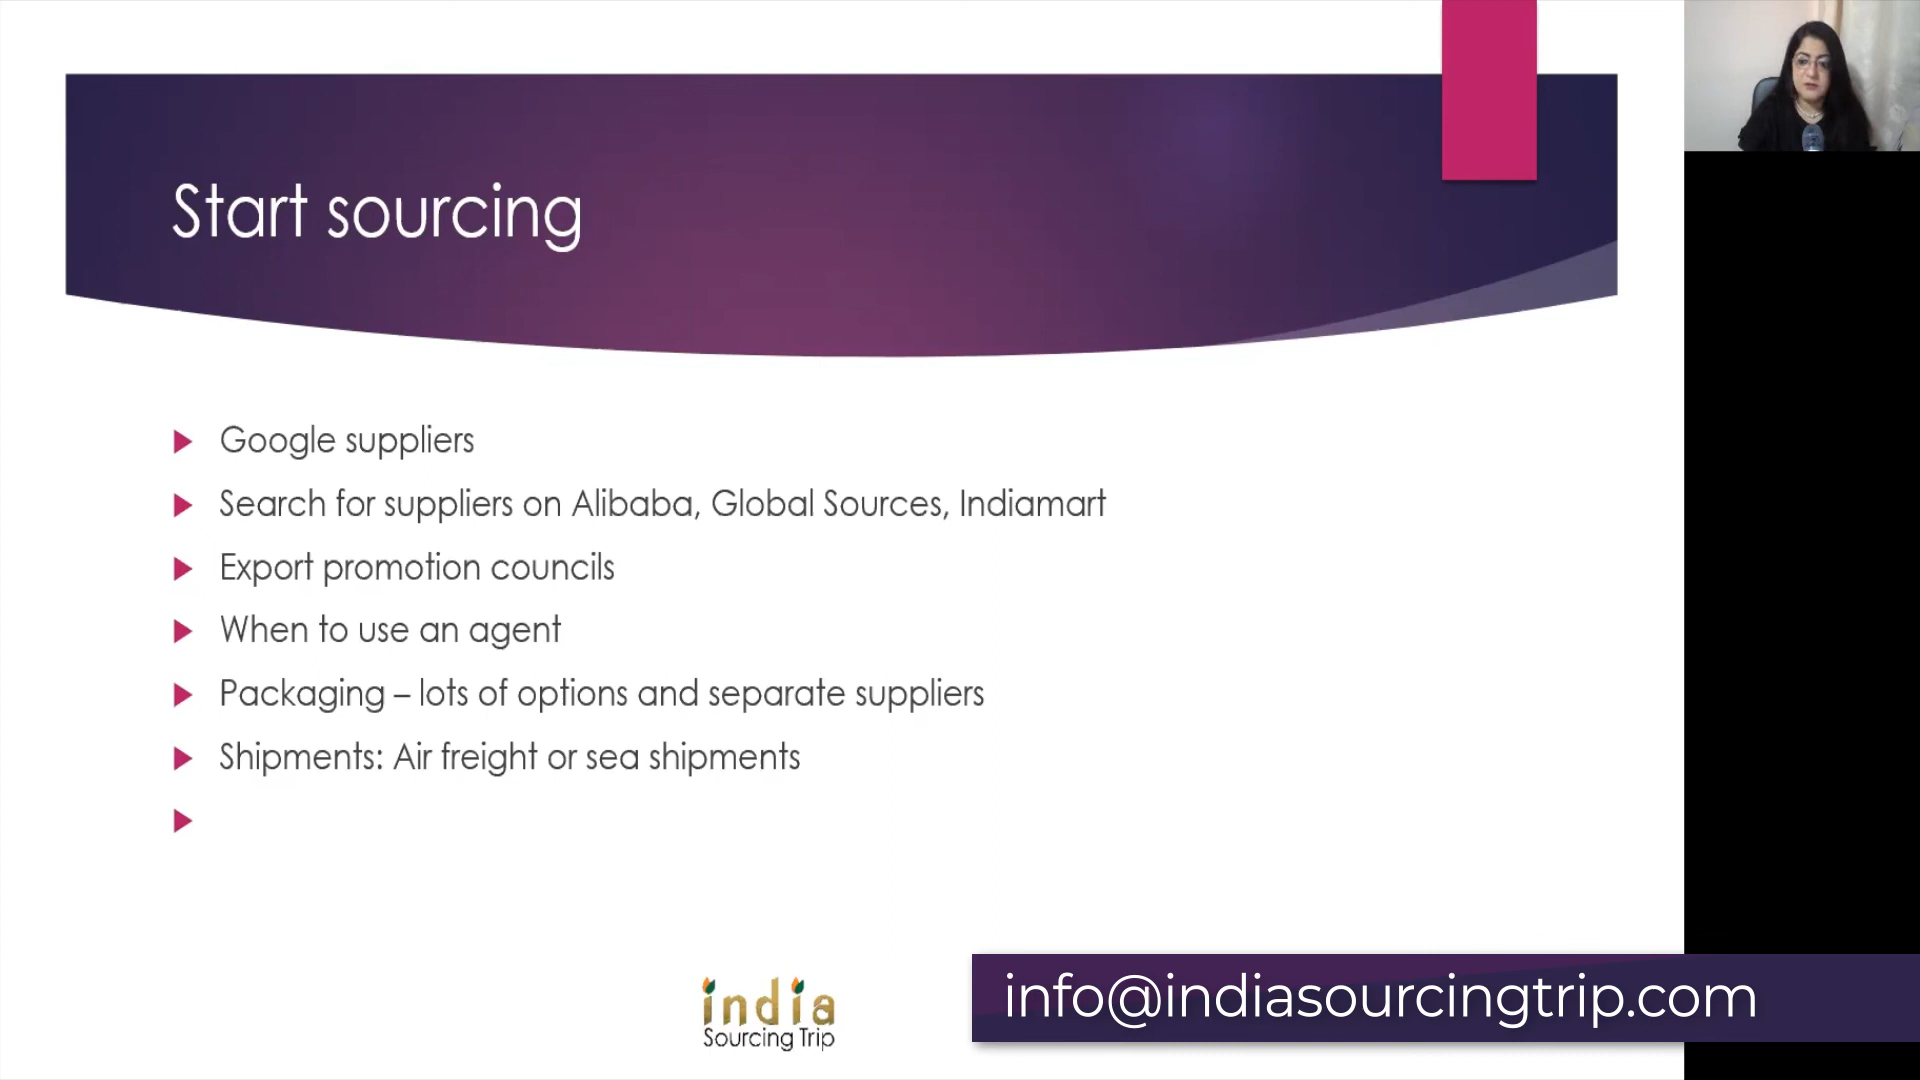 Start sourcing
Google suppliers
Search for suppliers on Alibaba, Global Sources, Indiamart
Export promotion councils
When to use an agent
Packaging – lots of options and separate suppliers
Shipments: Air freight or sea shipments
india
Sourcing Trip
info@indiasourcingtrip.com